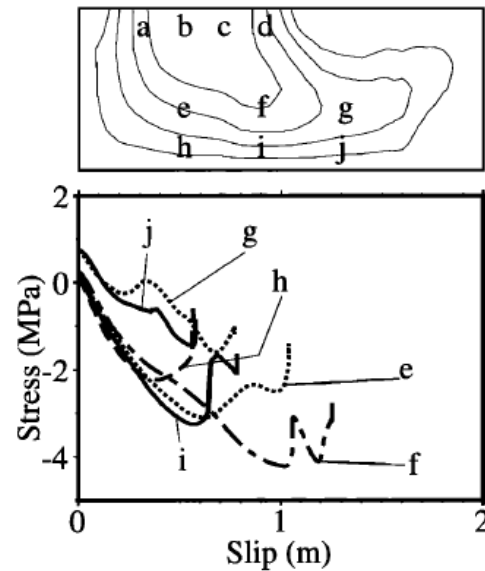 a b c d
e f g
h i j
2
j g
0
h
-2
e
i
-4
f
0 1 2
Stress (MPa)
Slip (m)